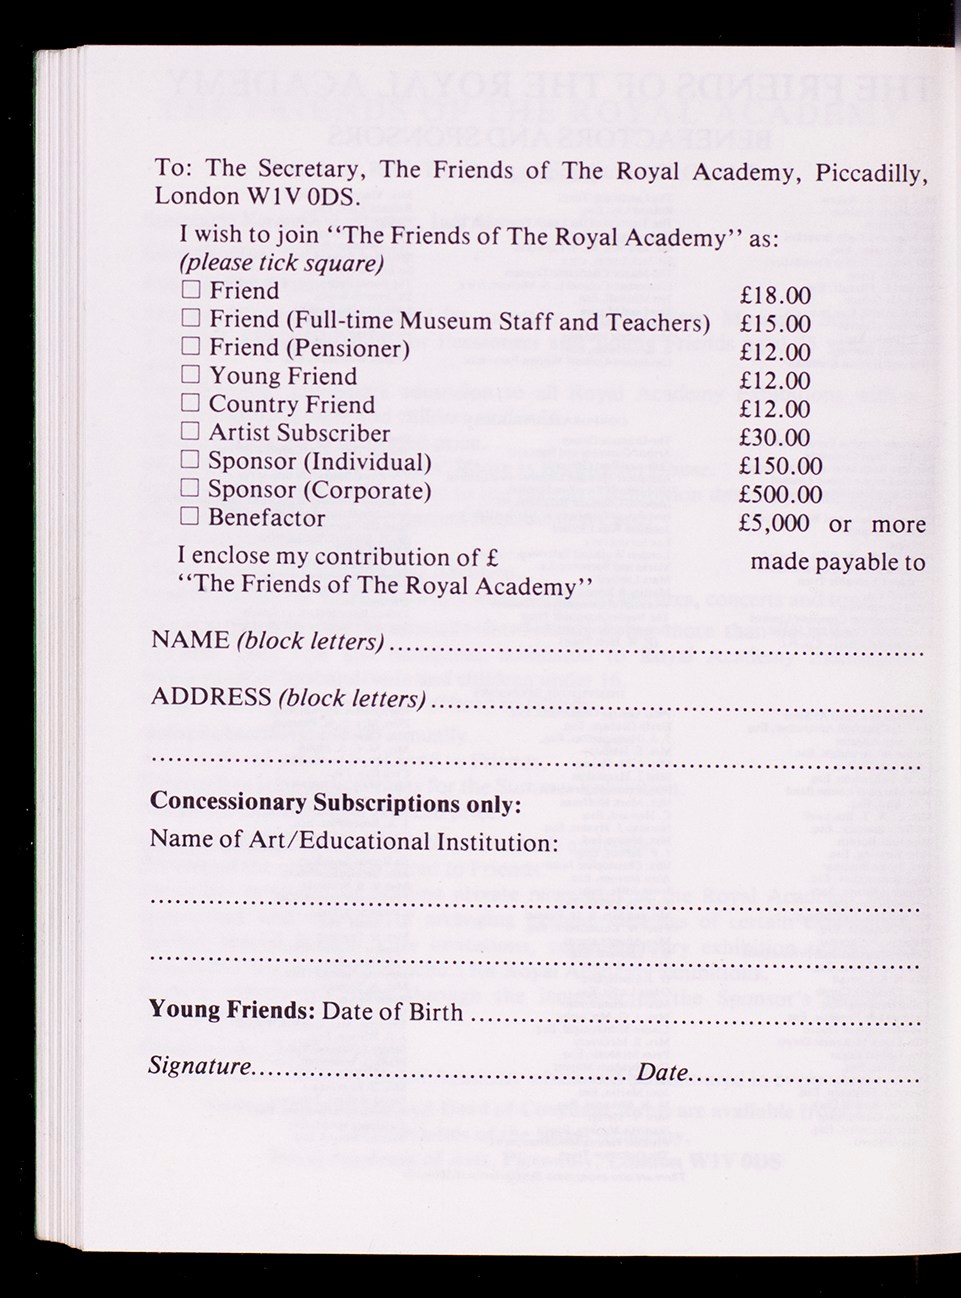 To: The Secretary, The Friends of The Royal Academy, Piccadilly,
London W1V 0DS.
I wish to join “The Friends of The Royal Academy” as:
(please tick square)
☐ Friend £18.00
☐ Friend (Full-time Museum Staff and Teachers) £15.00
☐ Friend (Pensioner) £12.00
☐ Young Friend £12.00
☐ Country Friend £12.00
☐ Artist Subscriber £30.00
☐ Sponsor (Individual) £150.00
☐ Sponsor (Corporate) £500.00
☐ Benefactor £5,000 or more
I enclose my contribution of £ made payable to
“The Friends of The Royal Academy”
NAME (block letters) ........................................
ADDRESS (block letters) ........................................
........................................
Concessionary Subscriptions only:
Name of Art/Educational Institution:
........................................
........................................
Young Friends: Date of Birth ........................................
Signature........................................ Date........................................